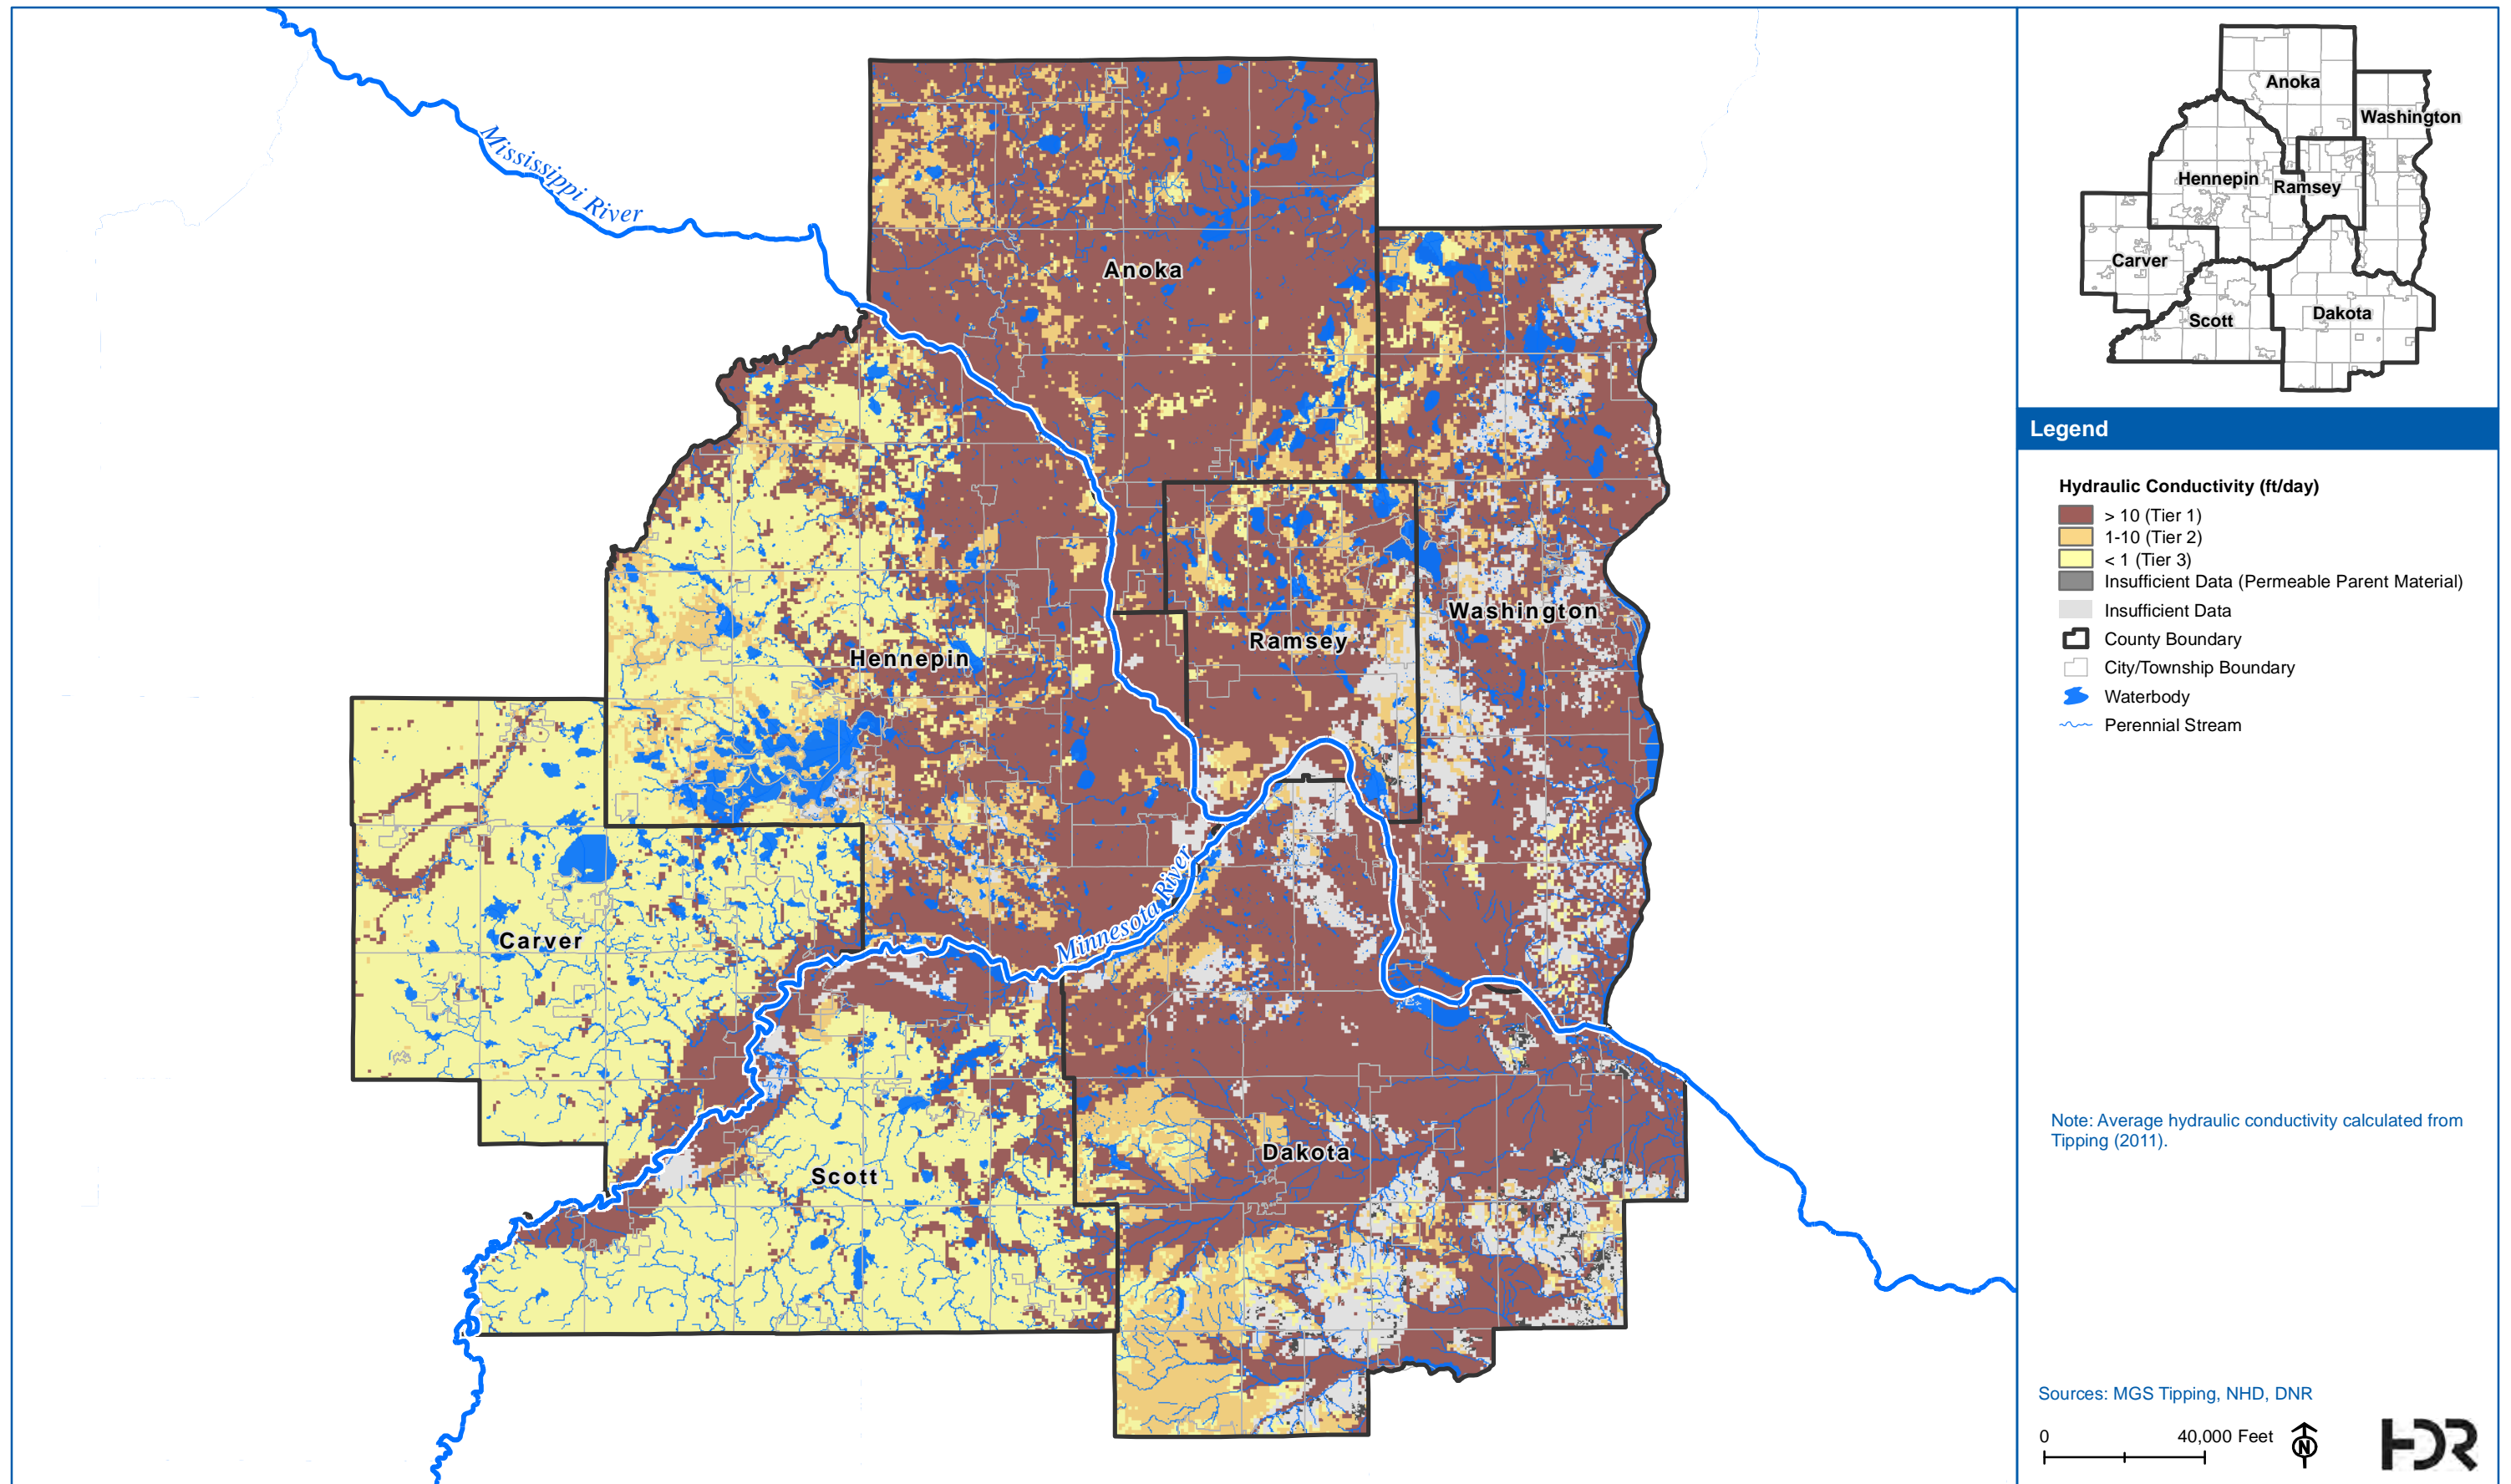 Mississippi River
Anoka
Hennepin
Ramsey
Washington
Carver
Minnesota River
Scott
Dakota
Anoka
Washington
Hennepin
Ramsey
Carver
Scott
Dakota
Legend
Hydraulic Conductivity (ft/day)
> 10 (Tier 1)
1-10 (Tier 2)
< 1 (Tier 3)
Insufficient Data (Permeable Parent Material)
Insufficient Data
County Boundary
City/Township Boundary
Waterbody
Perennial Stream
Note: Average hydraulic conductivity calculated from
Tipping (2011).
Sources: MGS Tipping, NHD, DNR
0 40,000 Feet
N
HDR